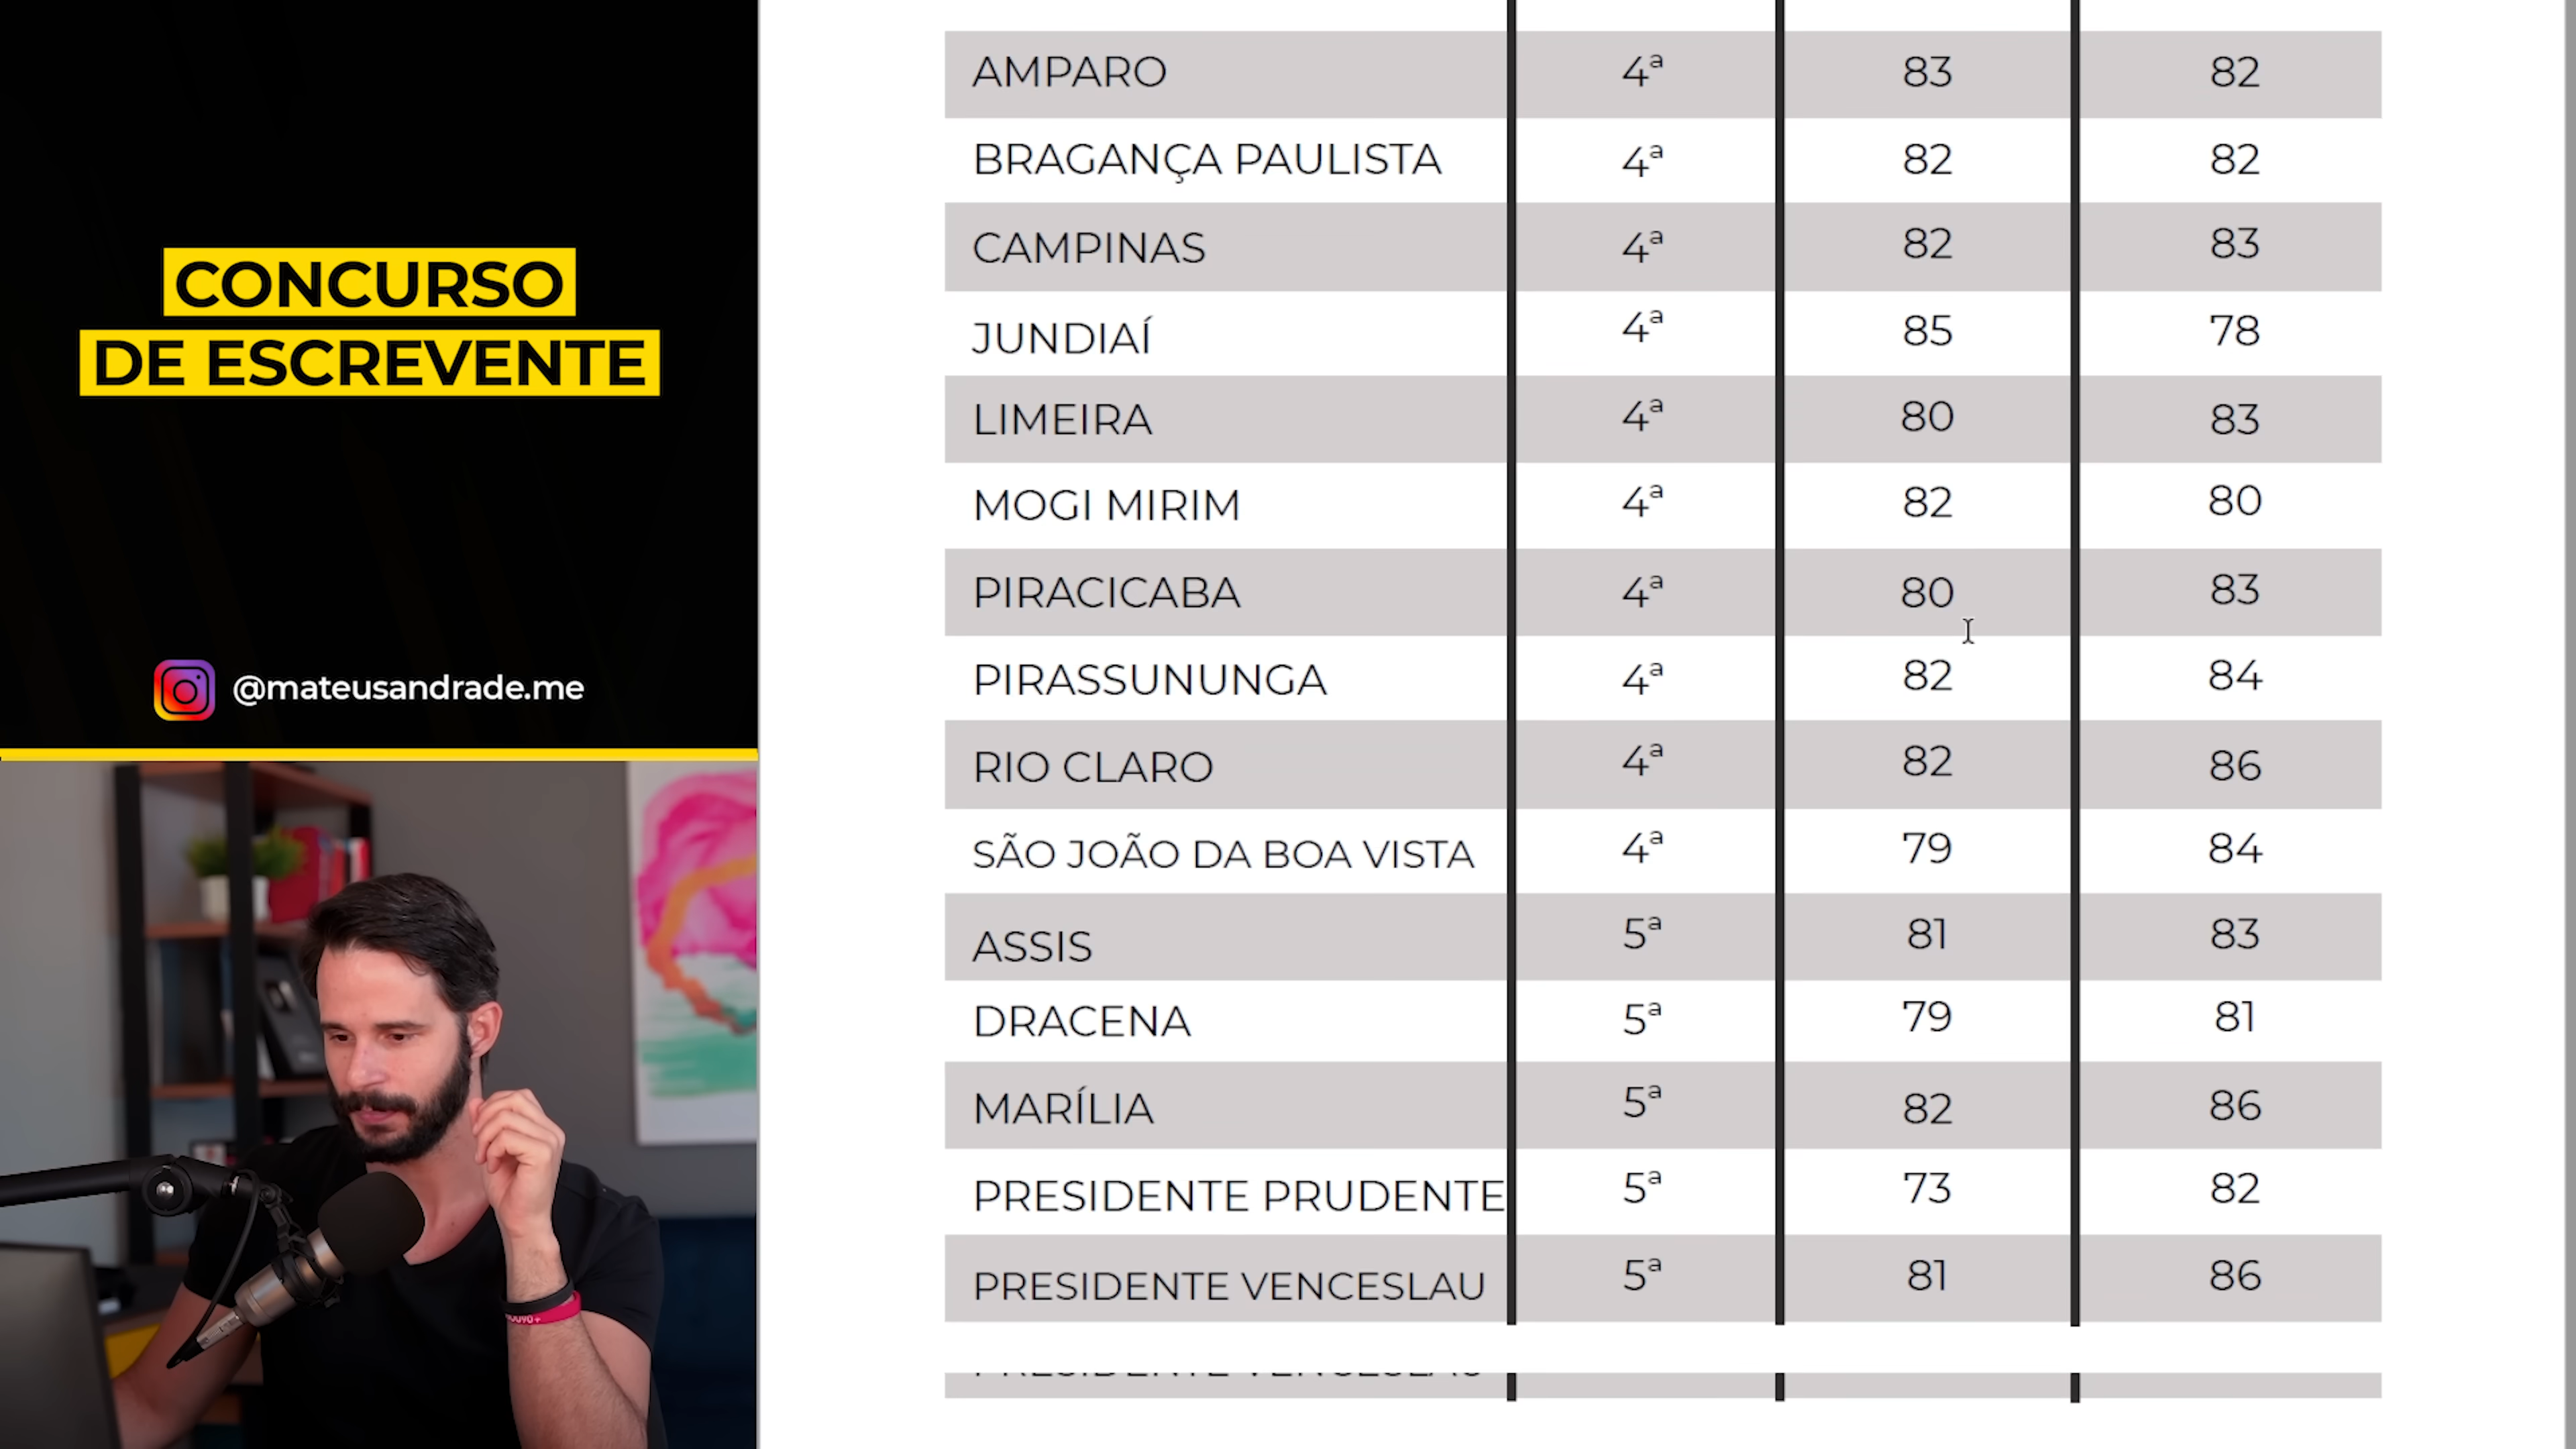 CONCURSO
DE ESCREVENTE
@mateusandrade.me
AMPARO 4ª 83 82
BRAGANÇA PAULISTA 4ª 82 82
CAMPINAS 4ª 82 83
JUNDIAÍ 4ª 85 78
LIMEIRA 4ª 80 83
MOGI MIRIM 4ª 82 80
PIRACICABA 4ª 80 83
PIRASSUNUNGA 4ª 82 84
RIO CLARO 4ª 82 86
SÃO JOÃO DA BOA VISTA 4ª 79 84
ASSIS 5ª 81 83
DRACENA 5ª 79 81
MARÍLIA 5ª 82 86
PRESIDENTE PRUDENTE 5ª 73 82
PRESIDENTE VENCESLAU 5ª 81 86